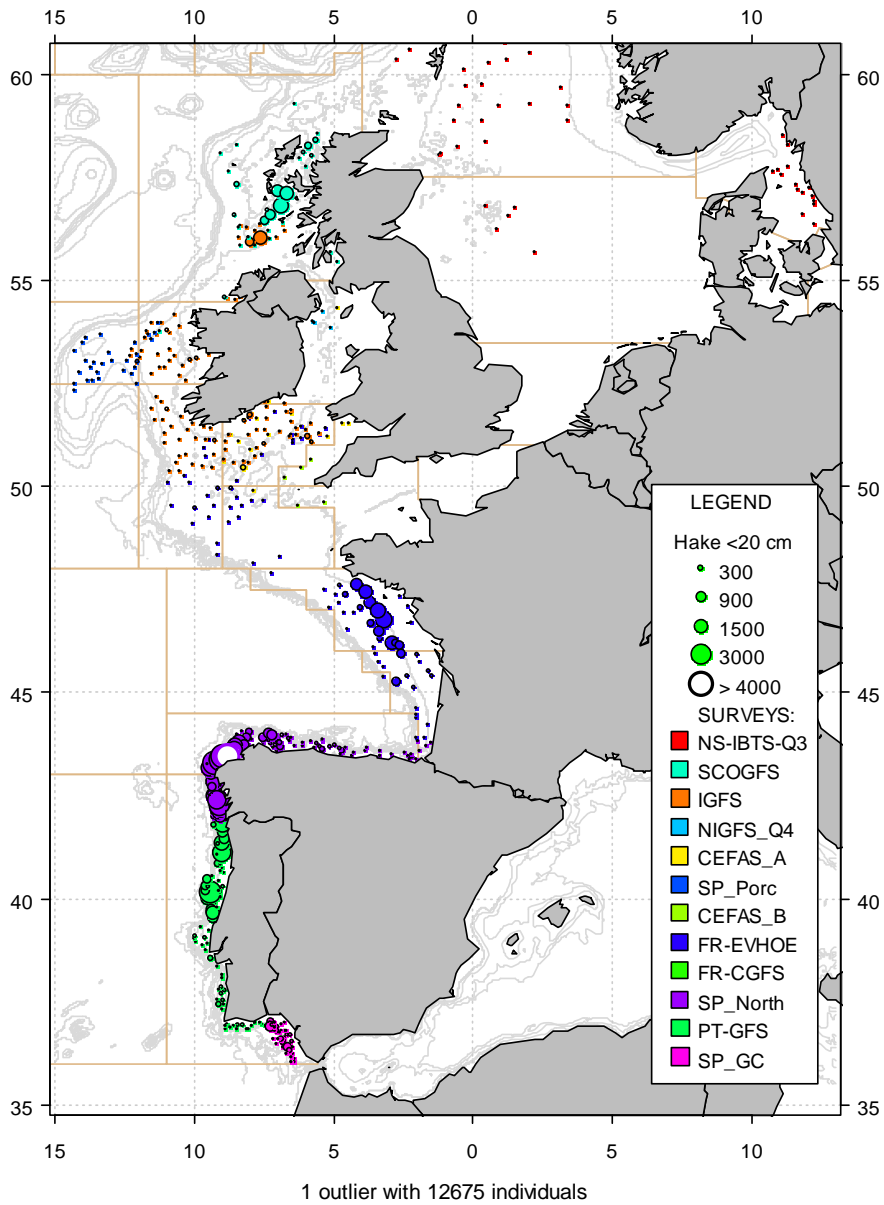 15 10 5 0 5 10
60 60
55 55
50 50
LEGEND
Hake <20 cm
300
900
1500
3000
> 4000
45 45
SURVEYS:
NS-IBTS-Q3
SCOGFS
IGFS
NIGFS_Q4
CEFAS_A
SP_Porc
40 40
CEFAS_B
FR-EVHOE
FR-CGFS
SP_North
PT-GFS
SP_GC
35 35
15 10 5 0 5 10
1 outlier with 12675 individuals